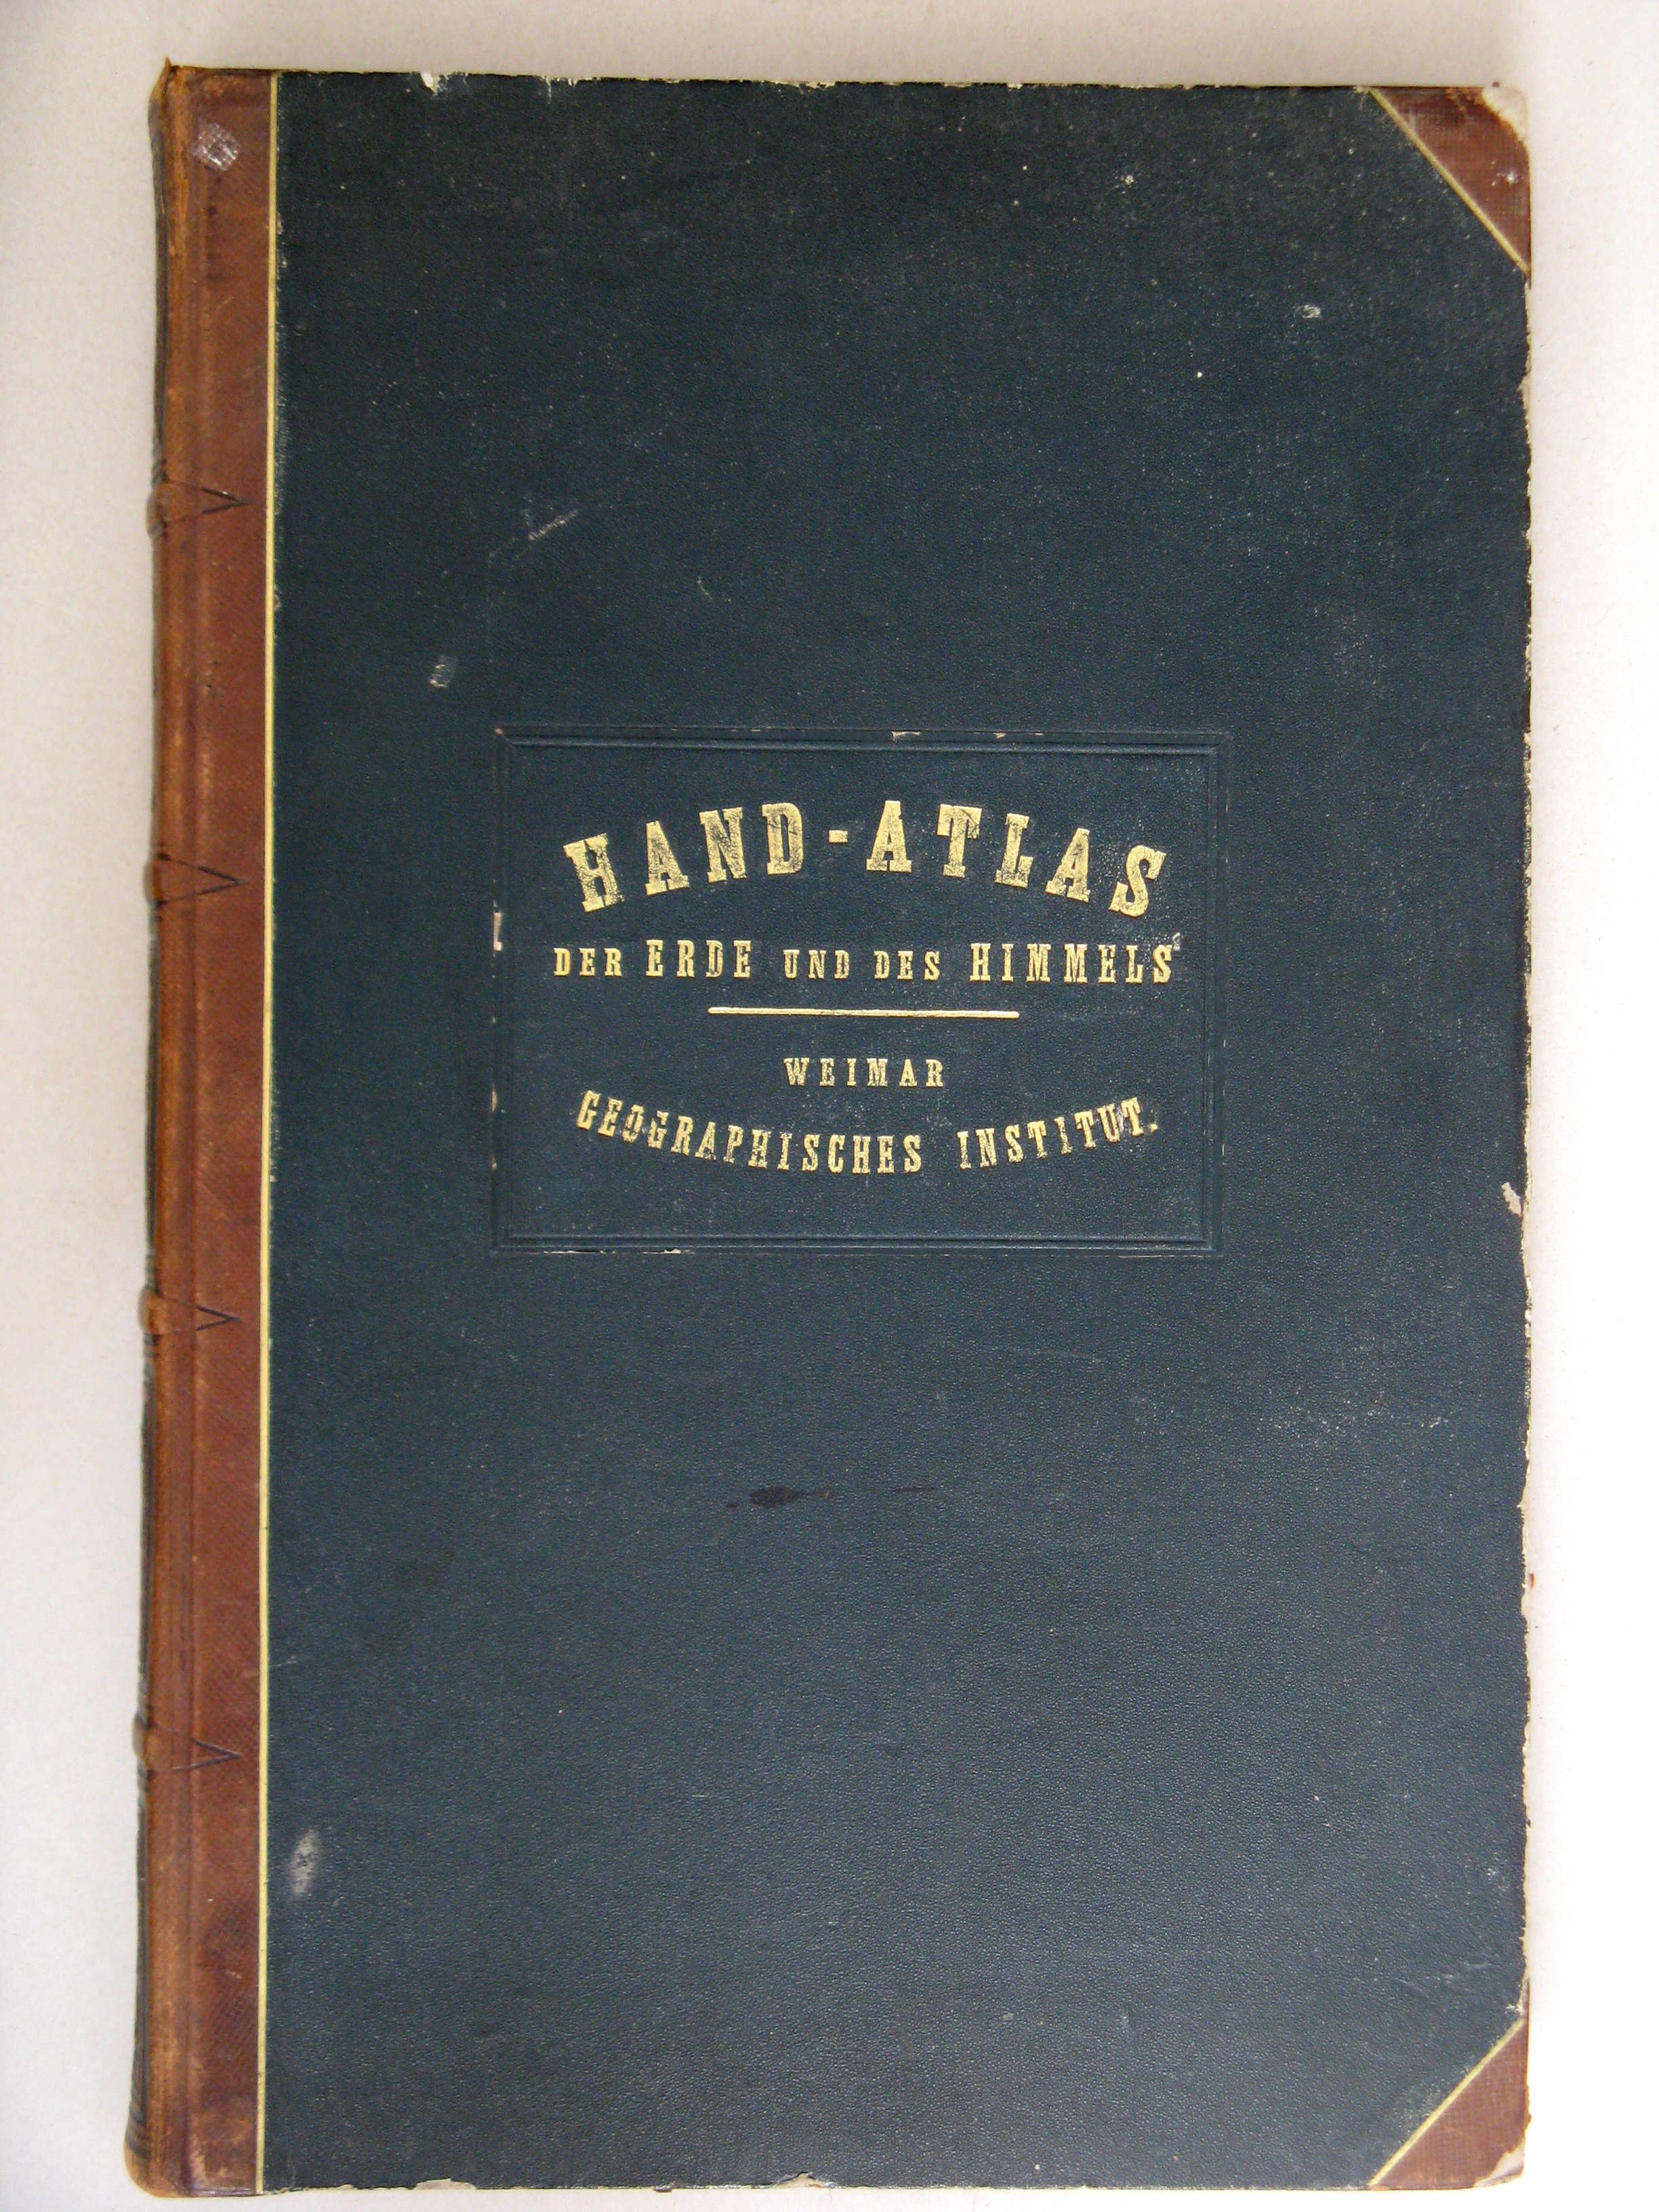 HAND-ATLAS
DER ERDE UND DES HIMMELS
WEIMAR
GEOGRAPHISCHES INSTITUT.